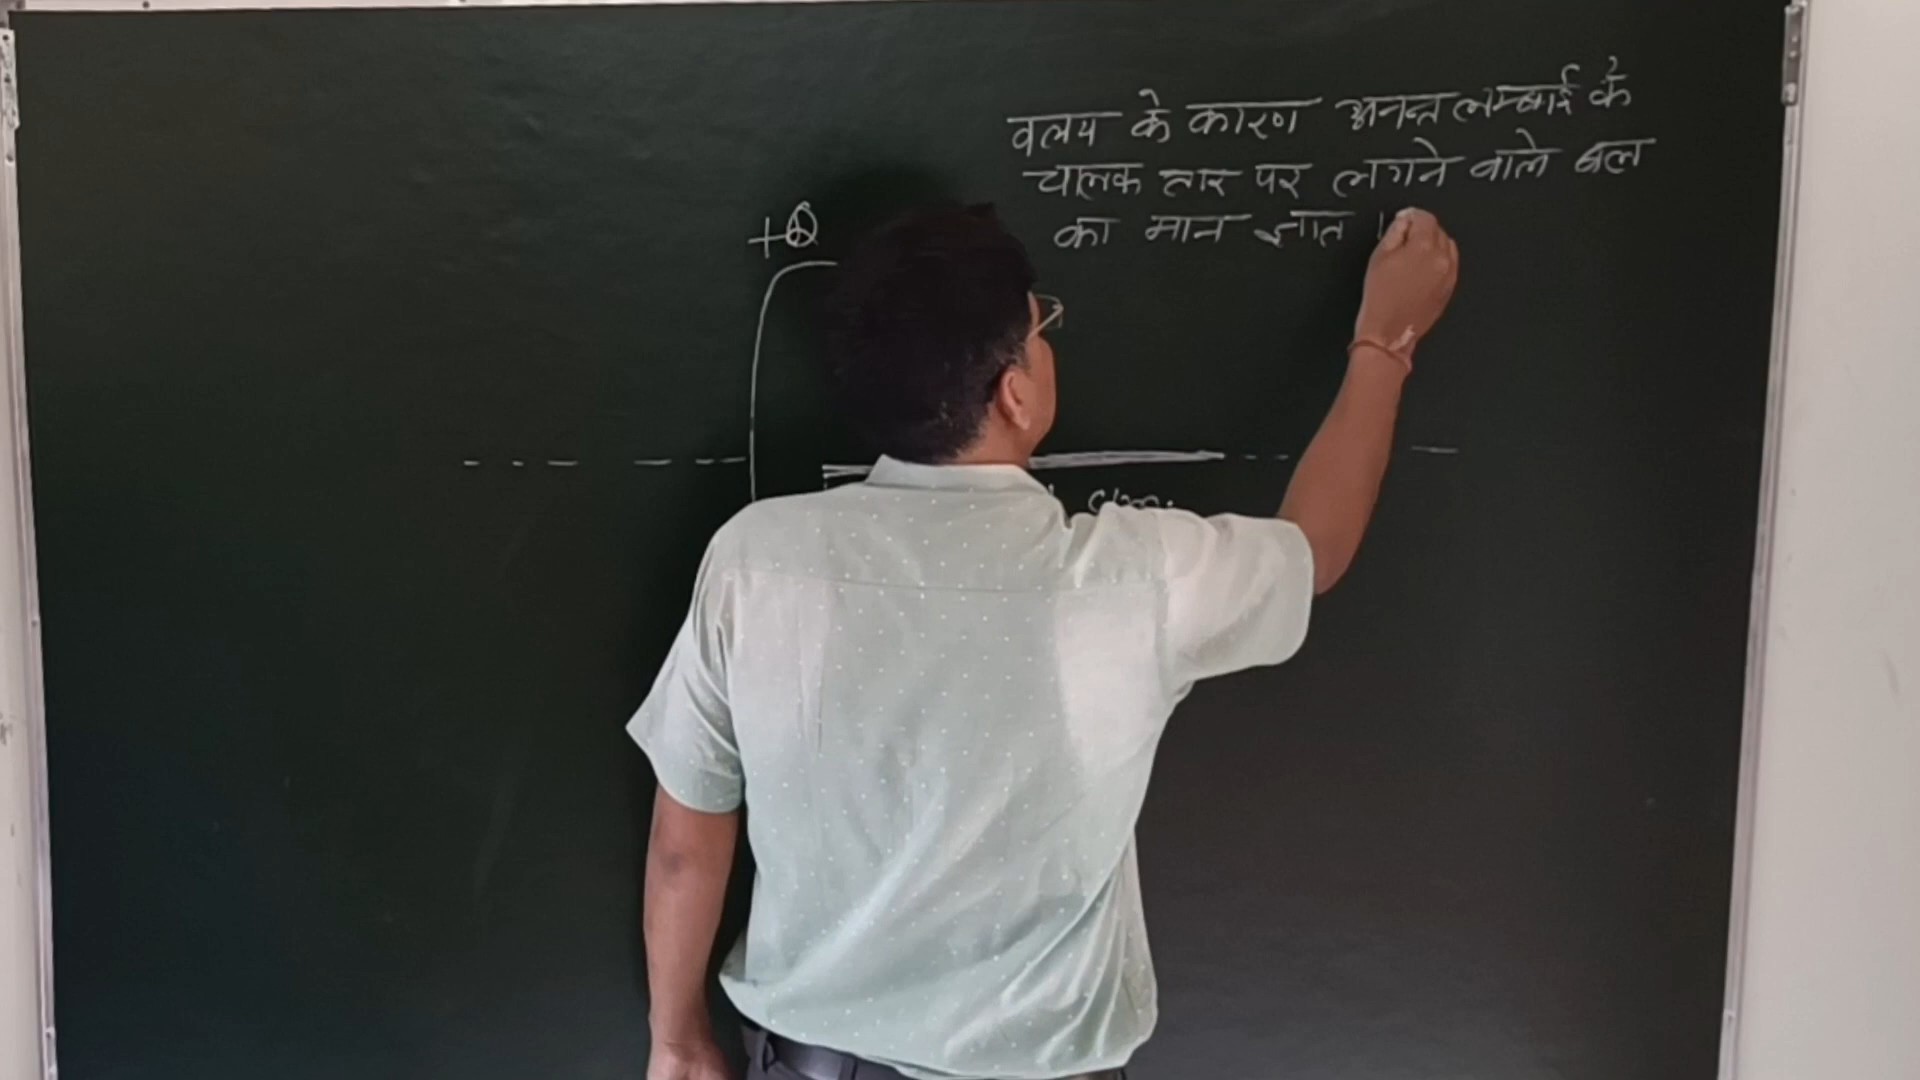 वलय के कारण अनन्त लम्बाई के
चालक तार पर लगने वाले बल
का मान ज्ञात
+Q